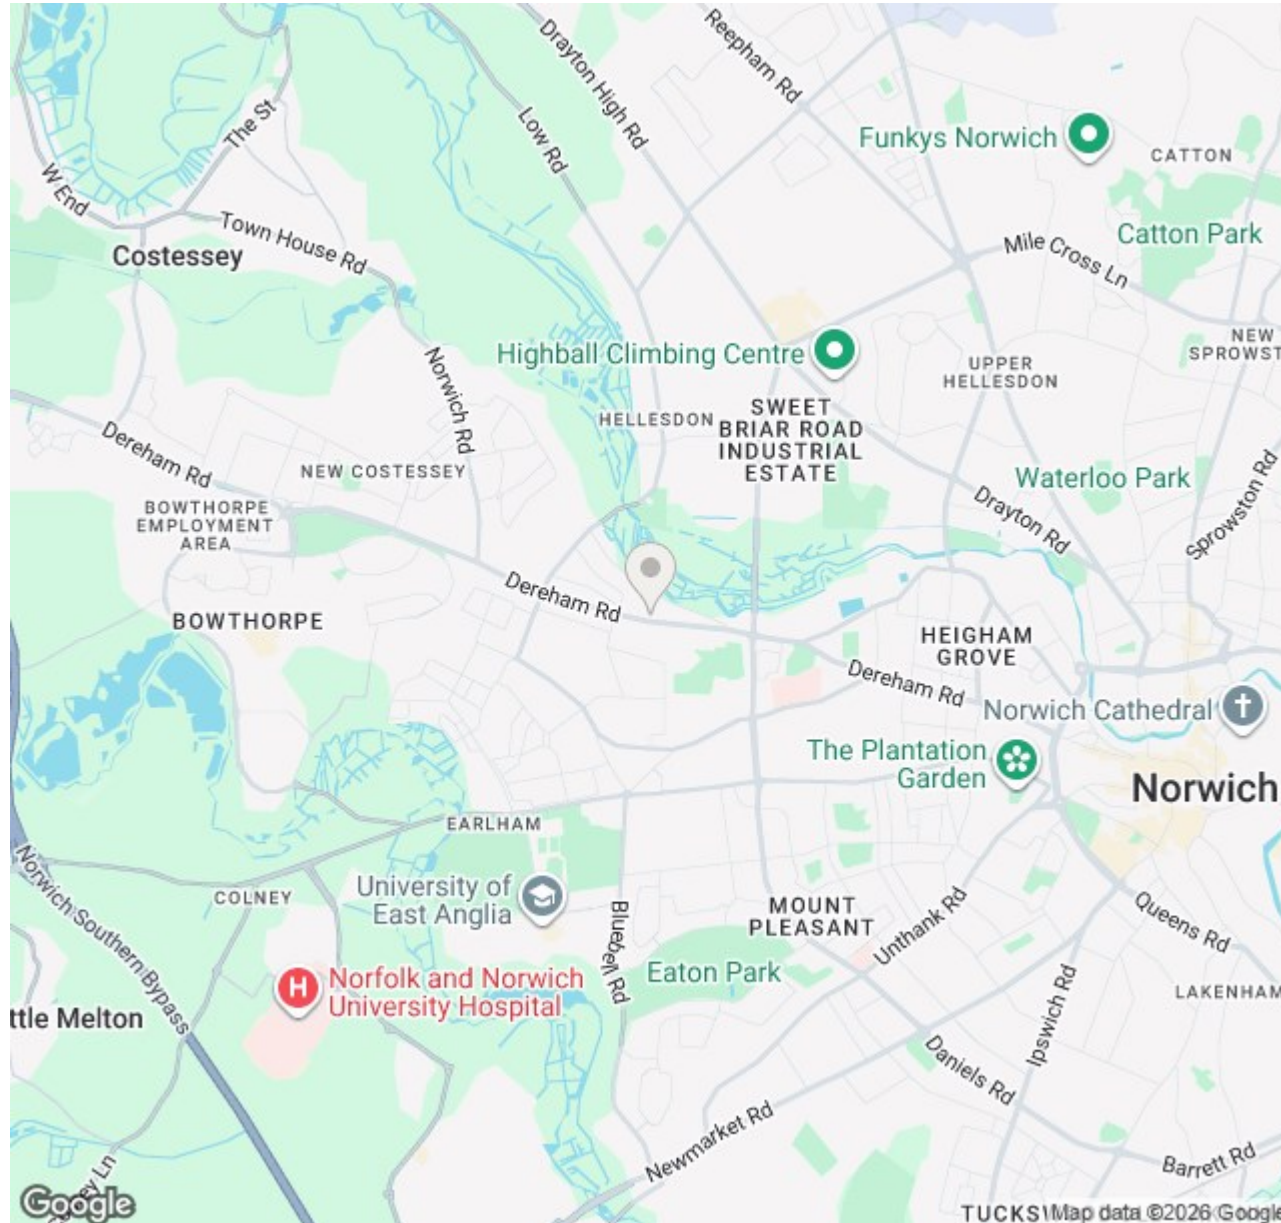 Reepham Rd
Drayton High Rd
Low Rd
Funkys Norwich
CATTON
The St
W End
Town House Rd
Costessey
Catton Park
Mile Cross Ln
Highball Climbing Centre
NEW
SPROWST
UPPER
HELLESDON
Norwich Rd
HELLESDON
SWEET
BRIAR ROAD
INDUSTRIAL
ESTATE
Dereham Rd
NEW COSTESSEY
Waterloo Park
Drayton Rd
Sprowston Rd
BOWTHORPE
EMPLOYMENT
AREA
Dereham Rd
BOWTHORPE
HEIGHAM
GROVE
Dereham Rd
Norwich Cathedral
The Plantation
Garden
Norwich
EARLHAM
University of
East Anglia
COLNEY
Norwich Southern Bypass
Bluebell Rd
MOUNT
PLEASANT
Unthank Rd
Queens Rd
Eaton Park
H
Norfolk and Norwich
University Hospital
LAKENHAM
ttle Melton
Ipswich Rd
Daniels Rd
Newmarket Rd
Barrett Rd
Google
TUCKS
Map data ©2026 Google